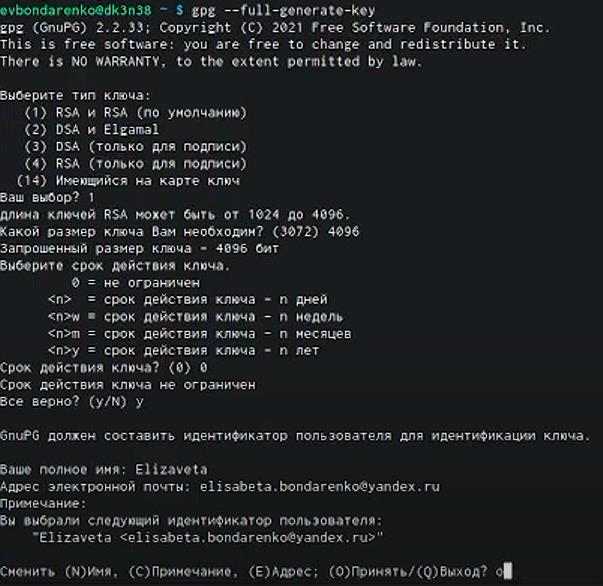 evbondarenko@dk3n38 ~ $ gpg --full-generate-key
gpg (GnuPG) 2.2.33; Copyright (C) 2021 Free Software Foundation, Inc.
This is free software: you are free to change and redistribute it.
There is NO WARRANTY, to the extent permitted by law.
Выберите тип ключа:
(1) RSA и RSA (по умолчанию)
(2) DSA и Elgamal
(3) DSA (только для подписи)
(4) RSA (только для подписи)
(14) Имеющийся на карте ключ
Ваш выбор? 1
длина ключей RSA может быть от 1024 до 4096.
Какой размер ключа Вам необходим? (3072) 4096
Запрошенный размер ключа - 4096 бит
Выберите срок действия ключа.
0 = не ограничен
<n> = срок действия ключа - n дней
<n>w = срок действия ключа - n недель
<n>m = срок действия ключа - n месяцев
<n>y = срок действия ключа - n лет
Срок действия ключа? (0) 0
Срок действия ключа не ограничен
Все верно? (y/N) y
GnuPG должен составить идентификатор пользователя для идентификации ключа.
Ваше полное имя: Elizaveta
Адрес электронной почты: elisabeta.bondarenko@yandex.ru
Примечание:
Вы выбрали следующий идентификатор пользователя:
"Elizaveta <elisabeta.bondarenko@yandex.ru>"
Сменить (N)Имя, (C)Примечание, (E)Адрес; (O)Принять/(Q)Выход? o